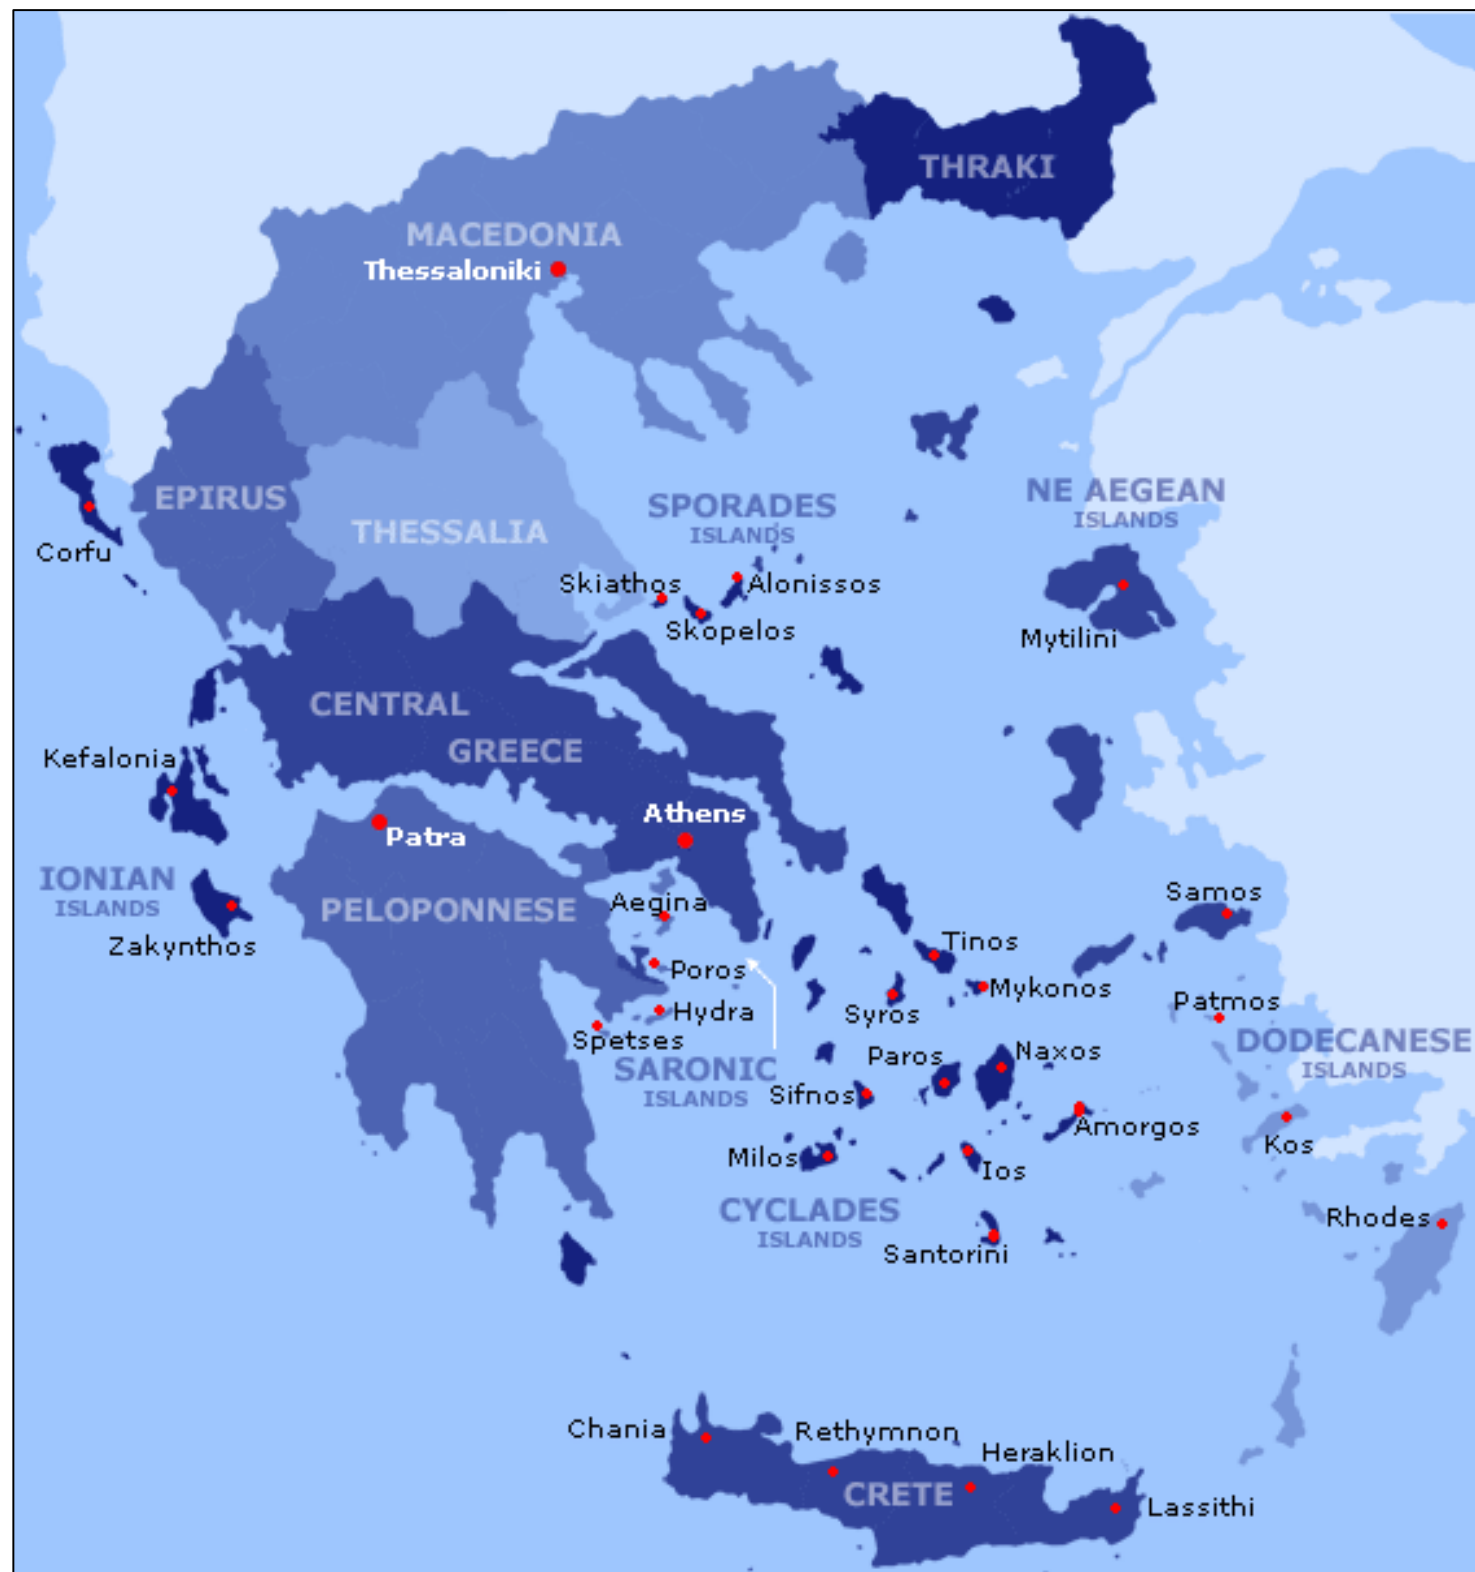 THRAKI
MACEDONIA
Thessaloniki
EPIRUS
THESSALIA
SPORADES
ISLANDS
NE AEGEAN
ISLANDS
Corfu
Skiathos
Alonissos
Skopelos
Mytilini
CENTRAL
GREECE
Kefalonia
Athens
Patra
IONIAN
ISLANDS
PELOPONNESE
Aegina
Samos
Zakynthos
Tinos
Poros
Mykonos
Patmos
Hydra
Syros
Spetses
DODECANESE
ISLANDS
SARONIC
ISLANDS
Paros
Naxos
Sifnos
Amorgos
Kos
Milos
Ios
CYCLADES
ISLANDS
Rhodes
Santorini
Chania
Rethymnon
Heraklion
CRETE
Lassithi